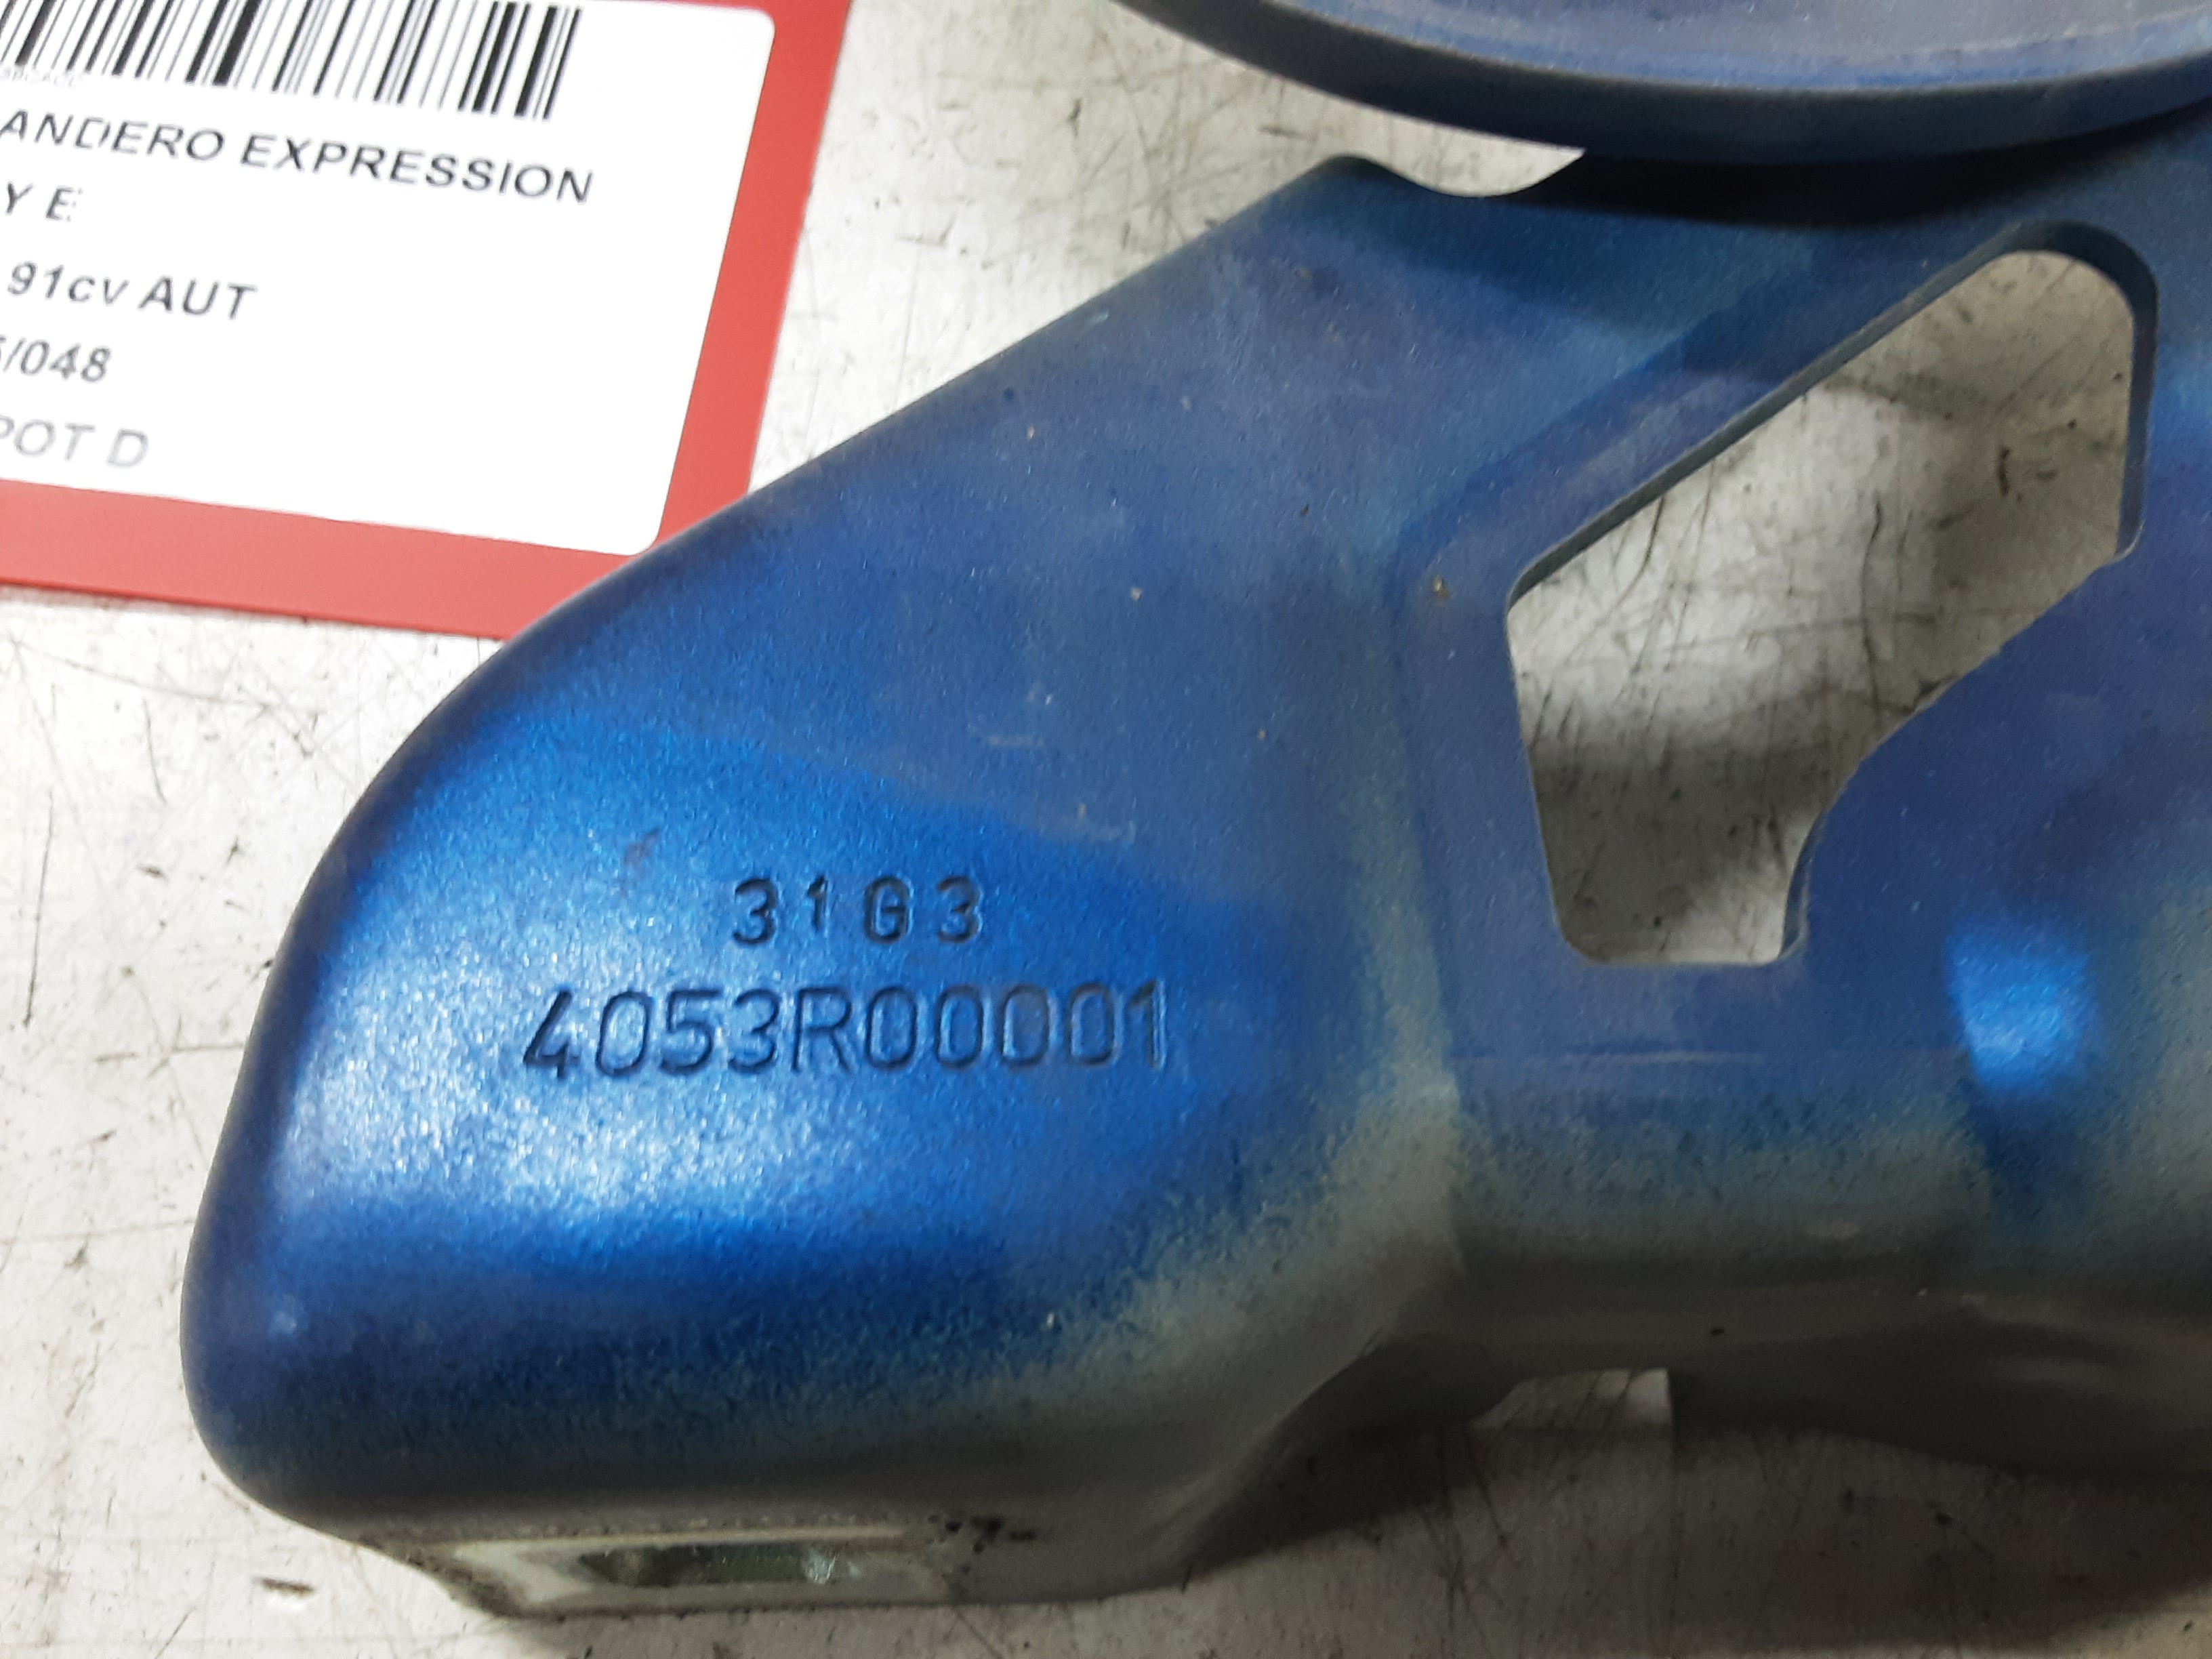 ANDERO EXPRESSION
Y E
91cv AUT
/048
POT D
31G3
4053R00001